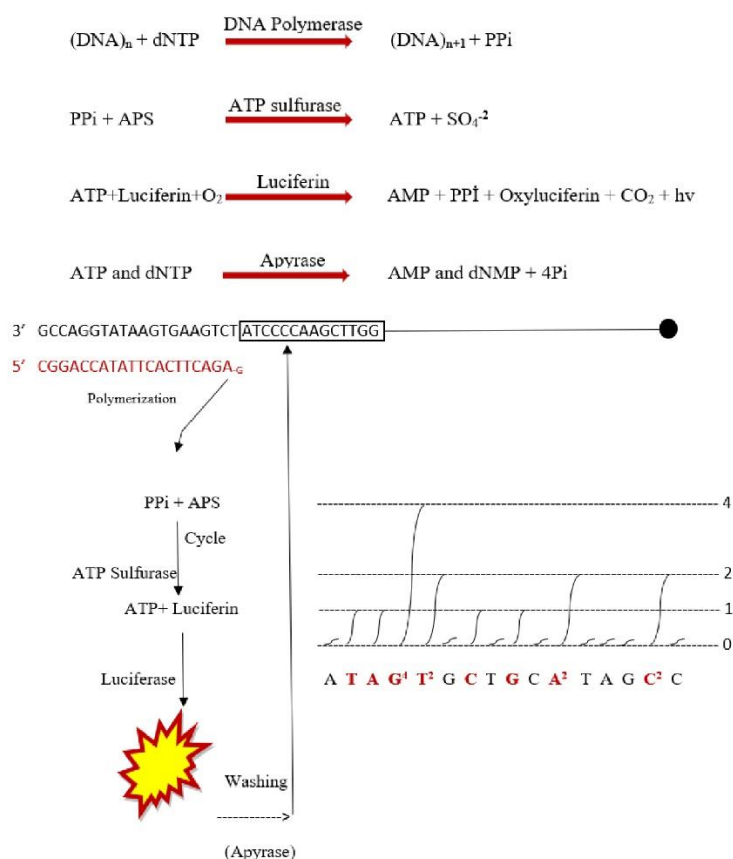 DNA Polymerase
(DNA)n + dNTP (DNA)n+1 + PPi
ATP sulfurase
PPi + APS ATP + SO4-2
Luciferin
ATP+Luciferin+O2 AMP + PPİ + Oxyluciferin + CO2 + hv
Apyrase
ATP and dNTP AMP and dNMP + 4Pi
3′ GCCAGGTATAAGTGAAGTCTATCCCCAAGCTTGG
5′ CGGACCATATTCACTTCAGA-G
Polymerization
PPi + APS
Cycle
ATP Sulfurase
ATP+ Luciferin
Luciferase
Washing
(Apyrase)
4
2
1
0
A T A G4 T2 G C T G C A2 T A G C2 C